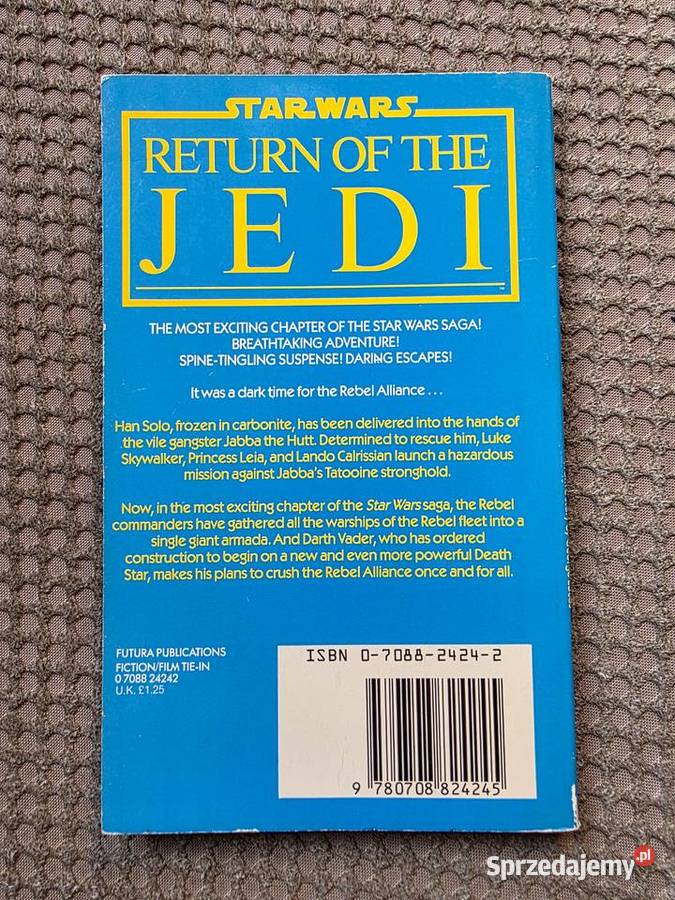 STAR WARS
RETURN OF THE
JEDI
THE MOST EXCITING CHAPTER OF THE STAR WARS SAGA!
BREATHTAKING ADVENTURE!
SPINE-TINGLING SUSPENSE! DARING ESCAPES!
It was a dark time for the Rebel Alliance . . .
Han Solo, frozen in carbonite, has been delivered into the hands of
the vile gangster Jabba the Hutt. Determined to rescue him, Luke
Skywalker, Princess Leia, and Lando Calrissian launch a hazardous
mission against Jabba's Tatooine stronghold.
Now, in the most exciting chapter of the Star Wars saga, the Rebel
commanders have gathered all the warships of the Rebel fleet into a
single giant armada. And Darth Vader, who has ordered
construction to begin on a new and even more powerful Death
Star, makes his plans to crush the Rebel Alliance once and for all.
FUTURA PUBLICATIONS
FICTION/FILM TIE-IN
0 7088 24242
U.K. £1.25
ISBN 0-7088-2424-2
9 780708 824245
Sprzedajemy.pl